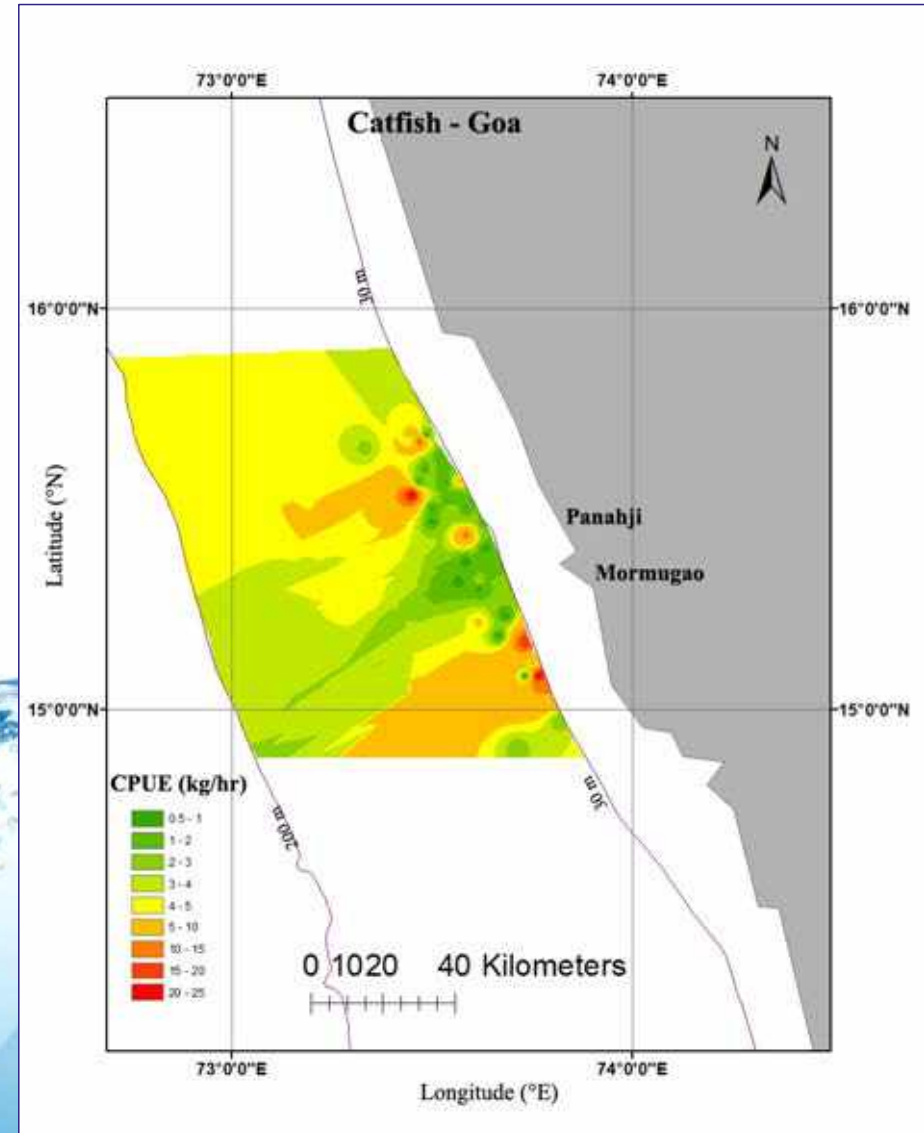 73°0'0"E 74°0'0"E
Catfish - Goa
N
30 m
16°0'0"N 16°0'0"N
Latitude (°N)
Panahji
Mormugao
15°0'0"N 15°0'0"N
CPUE (kg/hr)
30 m
200 m
0.5 - 1
1 - 2
2 - 3
3 - 4
4 - 5
5 - 10
10 - 15
15 - 20
20 - 25
0 1020 40 Kilometers
73°0'0"E 74°0'0"E
Longitude (°E)